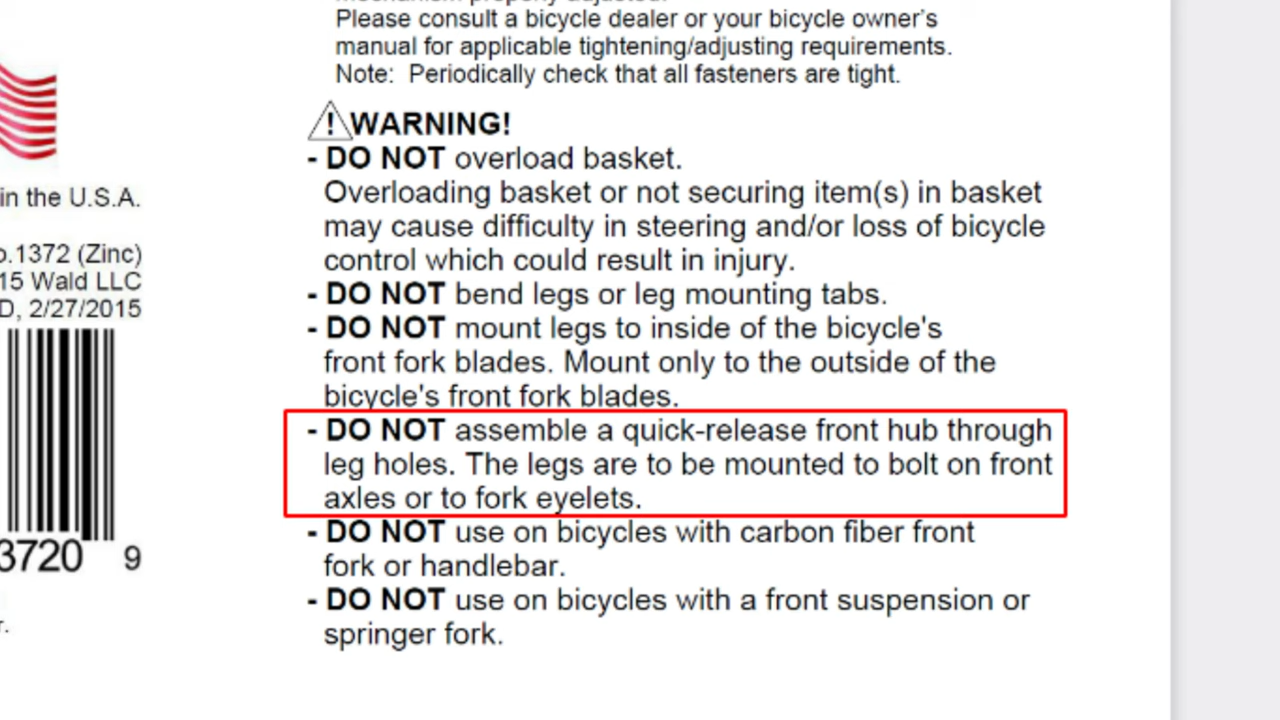 Please consult a bicycle dealer or your bicycle owner's
manual for applicable tightening/adjusting requirements.
Note: Periodically check that all fasteners are tight.
WARNING!
- DO NOT overload basket.
Overloading basket or not securing item(s) in basket
may cause difficulty in steering and/or loss of bicycle
control which could result in injury.
- DO NOT bend legs or leg mounting tabs.
- DO NOT mount legs to inside of the bicycle's
front fork blades. Mount only to the outside of the
bicycle's front fork blades.
- DO NOT assemble a quick-release front hub through
leg holes. The legs are to be mounted to bolt on front
axles or to fork eyelets.
- DO NOT use on bicycles with carbon fiber front
fork or handlebar.
- DO NOT use on bicycles with a front suspension or
springer fork.
in the U.S.A.
o.1372 (Zinc)
15 Wald LLC
D, 2/27/2015
3720 9
r.